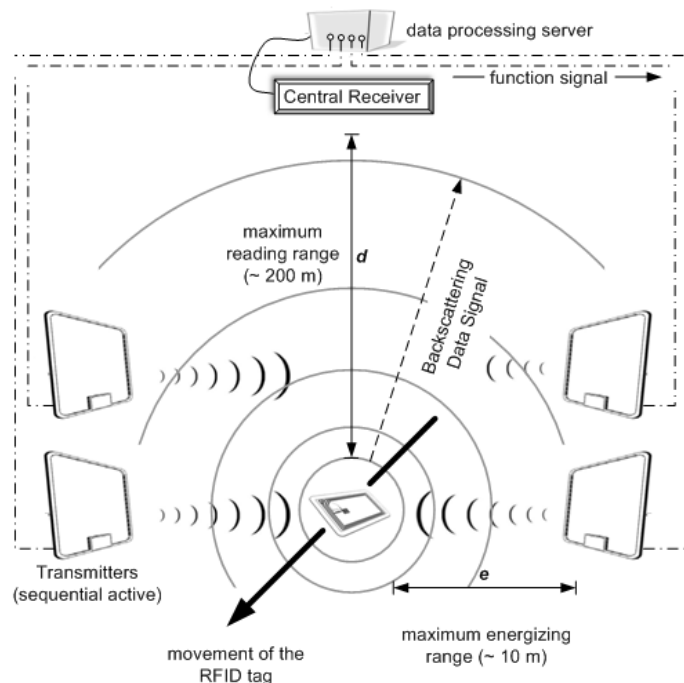 data processing server
function signal
Central Receiver
maximum
reading range
(~ 200 m)
d
Backscattering
Data Signal
Transmitters
(sequential active)
e
maximum energizing
range (~ 10 m)
movement of the
RFID tag